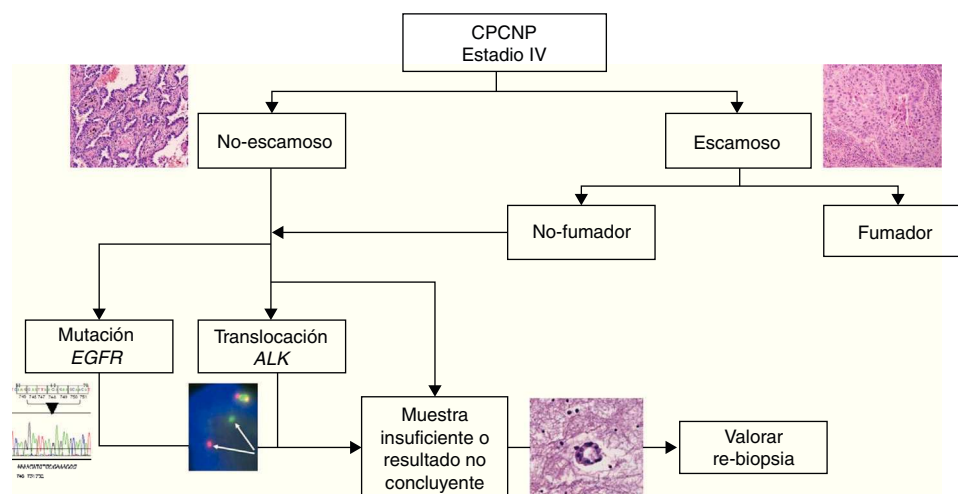 CPCNP
Estadio IV
No-escamoso
Escamoso
No-fumador
Fumador
Mutación
EGFR
Translocación
ALK
Muestra
insuficiente o
resultado no
concluyente
Valorar
re-biopsia